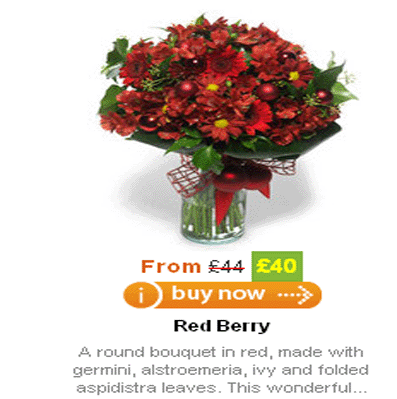 From £44 £40
i buy now
Red Berry
A round bouquet in red, made with
germini, alstroemeria, ivy and folded
aspidistra leaves. This wonderful...